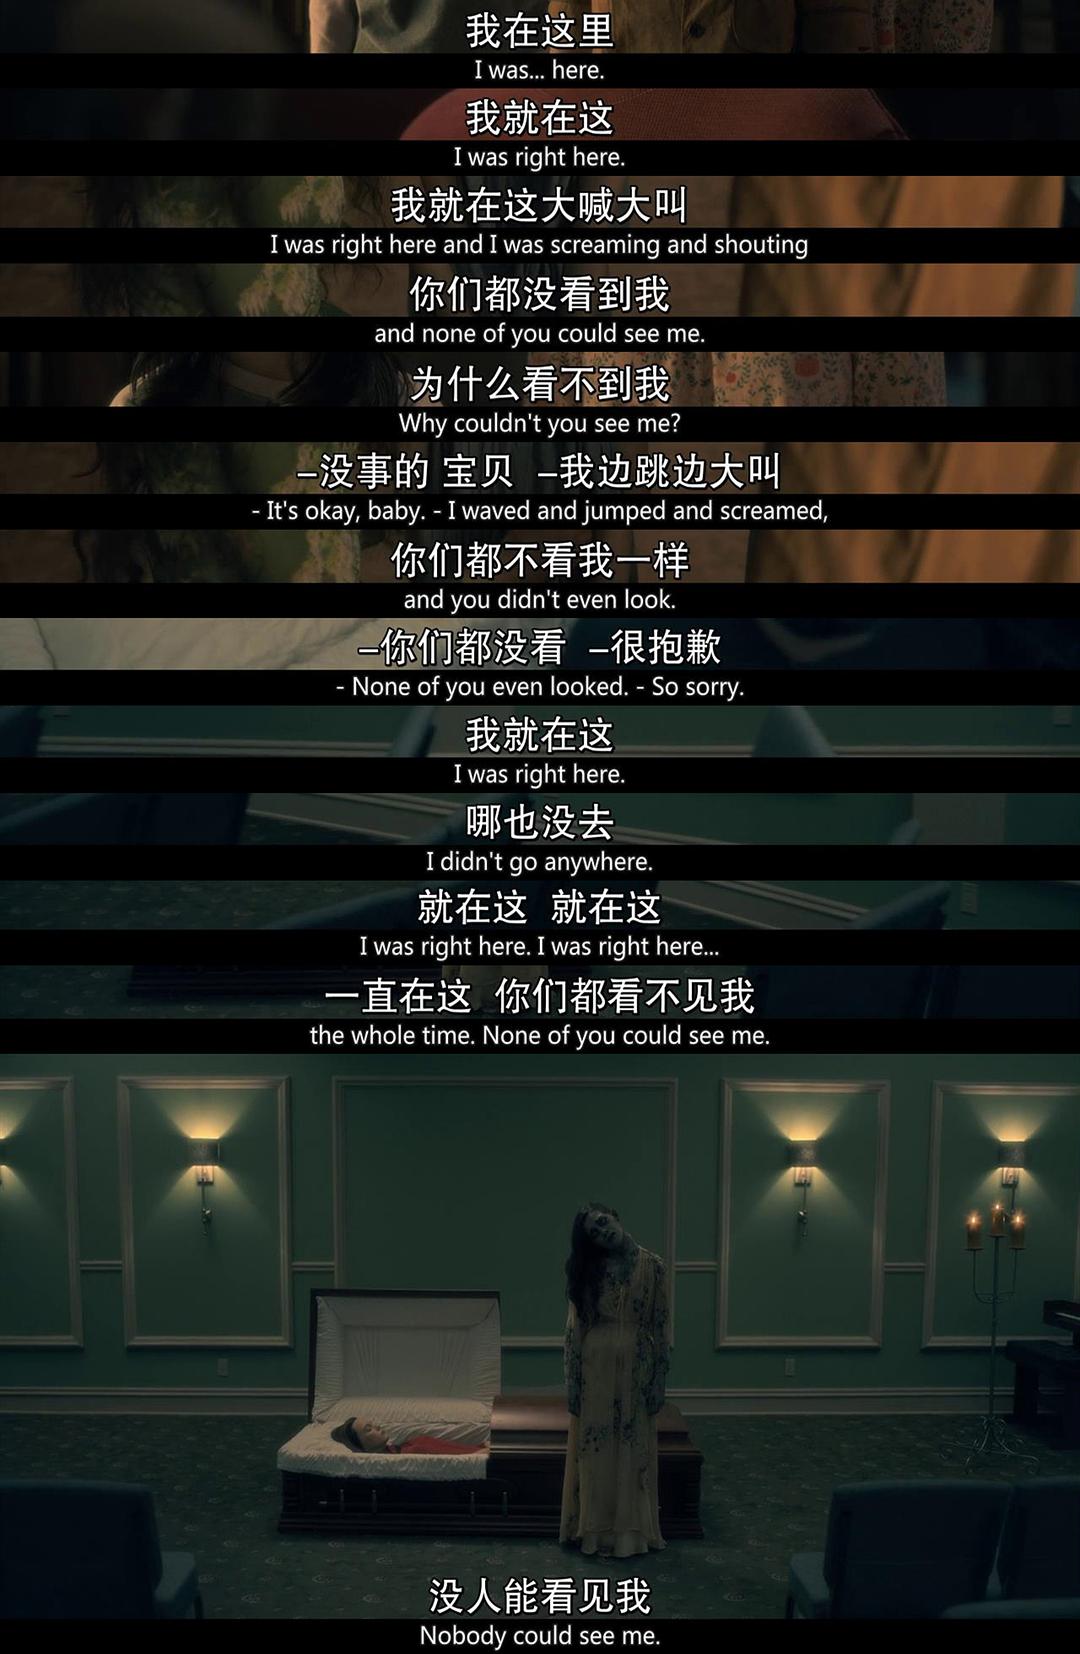 我在这里
I was... here.
我就在这
I was right here.
我就在这大喊大叫
I was right here and I was screaming and shouting
你们都没看到我
and none of you could see me.
为什么看不到我
Why couldn't you see me?
–没事的 宝贝 –我边跳边大叫
- It's okay, baby. - I waved and jumped and screamed,
你们都不看我一样
and you didn't even look.
–你们都没看 –很抱歉
- None of you even looked. - So sorry.
我就在这
I was right here.
哪也没去
I didn't go anywhere.
就在这 就在这
I was right here. I was right here...
一直在这 你们都看不见我
the whole time. None of you could see me.
没人能看见我
Nobody could see me.